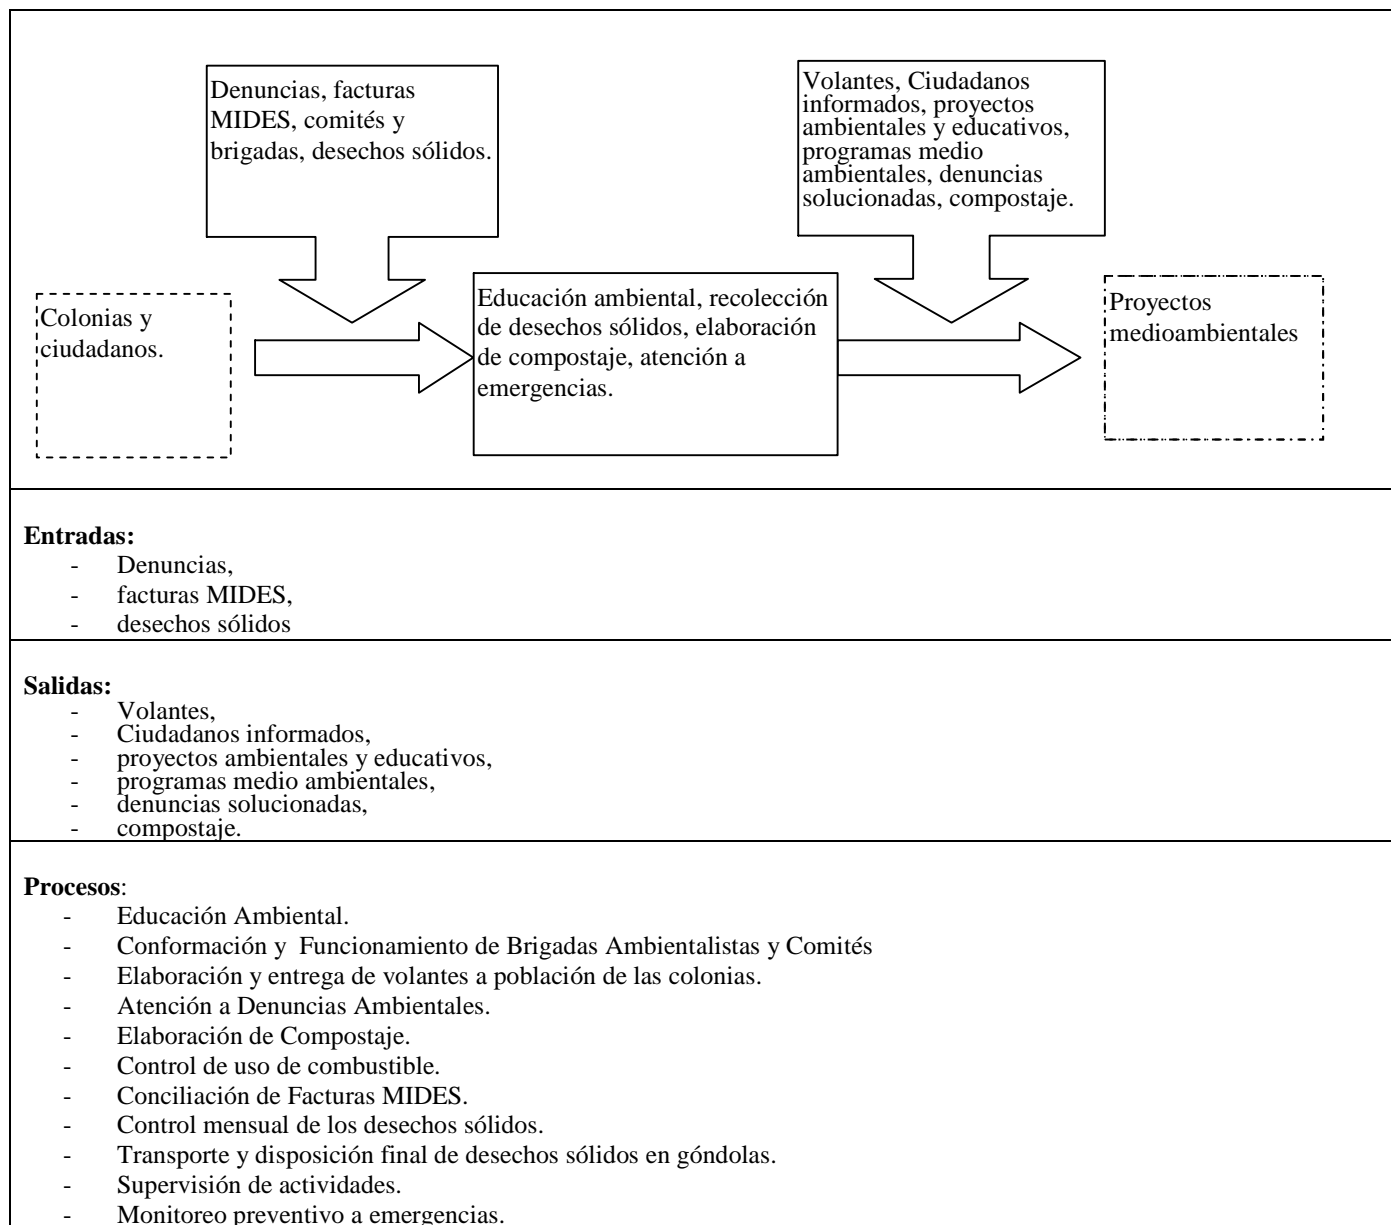 Denuncias, facturas
MIDES, comités y
brigadas, desechos sólidos.
Volantes, Ciudadanos
informados, proyectos
ambientales y educativos,
programas medio
ambientales, denuncias
solucionadas, compostaje.
Colonias y
ciudadanos.
Educación ambiental, recolección
de desechos sólidos, elaboración
de compostaje, atención a
emergencias.
Proyectos
medioambientales
Entradas:
- Denuncias,
- facturas MIDES,
- desechos sólidos
Salidas:
- Volantes,
- Ciudadanos informados,
- proyectos ambientales y educativos,
- programas medio ambientales,
- denuncias solucionadas,
- compostaje.
Procesos:
- Educación Ambiental.
- Conformación y Funcionamiento de Brigadas Ambientalistas y Comités
- Elaboración y entrega de volantes a población de las colonias.
- Atención a Denuncias Ambientales.
- Elaboración de Compostaje.
- Control de uso de combustible.
- Conciliación de Facturas MIDES.
- Control mensual de los desechos sólidos.
- Transporte y disposición final de desechos sólidos en góndolas.
- Supervisión de actividades.
- Monitoreo preventivo a emergencias.